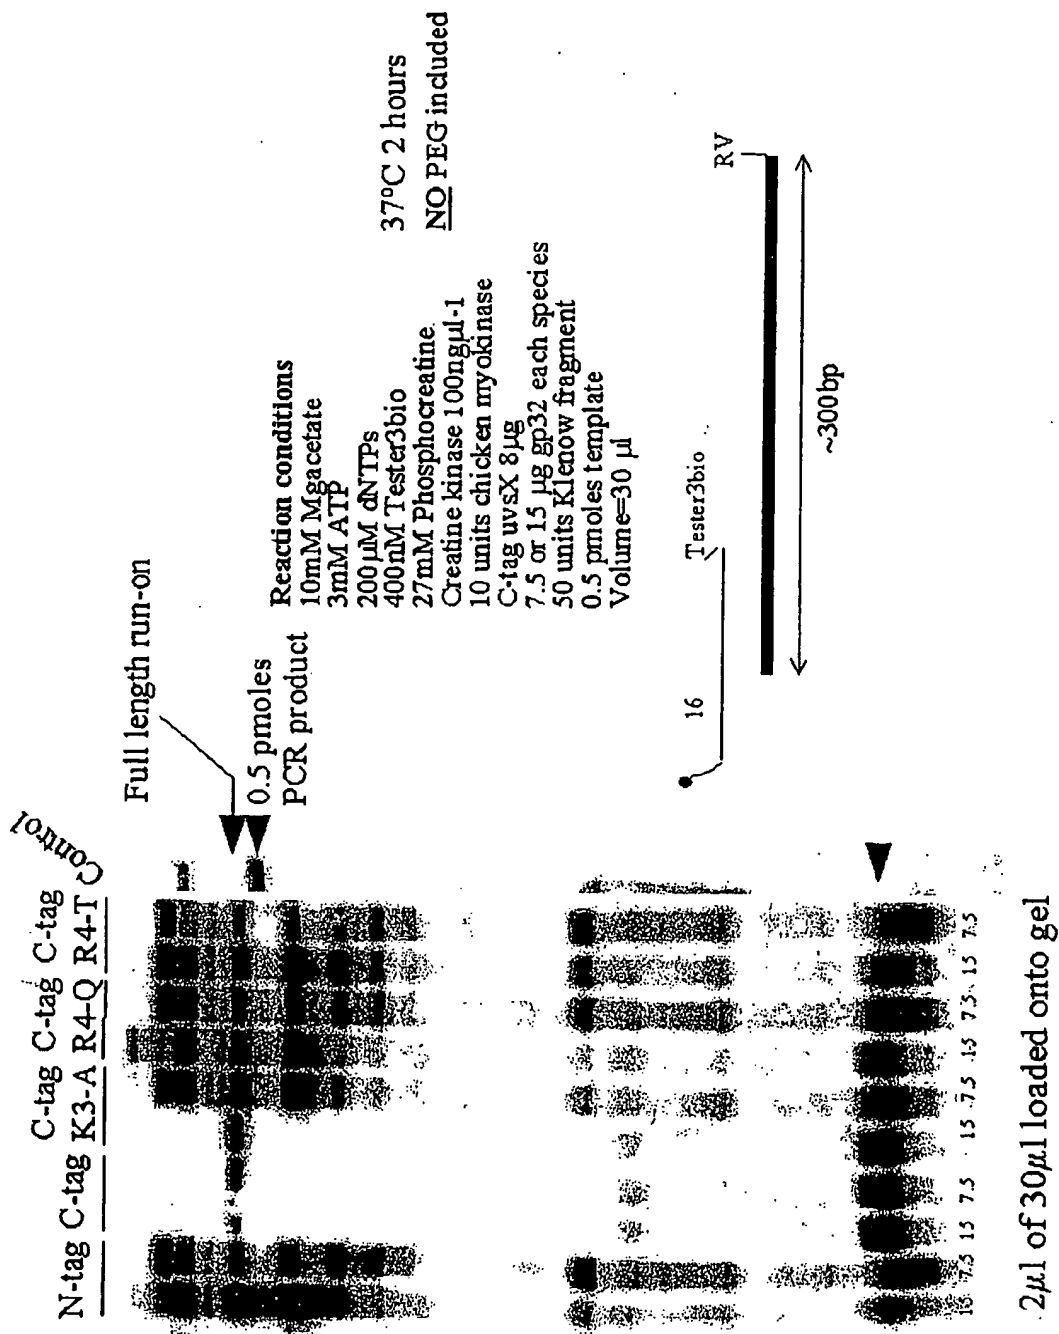 N-tag C-tag C-tag C-tag C-tag
K3-A R4-Q R4-T Control
Full length run-on
0.5 pmoles
PCR product
Reaction conditions
10mM Mgacetate
3mM ATP
200µM dNTPs
400nM Tester3bio
27mM Phosphocreatine.
Creatine kinase 100ngµl-1
10 units chicken myokinase
C-tag uvsX 8µg
7.5 or 15 µg gp32 each species
50 units Klenow fragment
0.5 pmoles template
Volume=30 µl
37ºC 2 hours
NO PEG included
16
Tester3bio
RV
~300bp
15 7.5 15 7.5 15 7.5 15 7.5 15 7.5
2µl of 30µl loaded onto gel